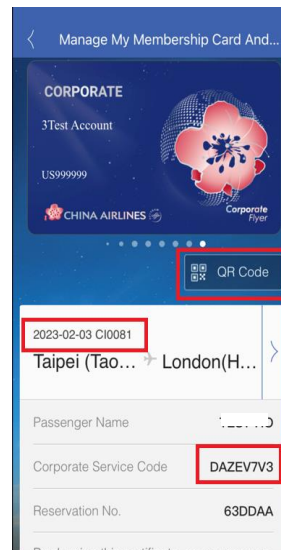 Manage My Membership Card And...
CORPORATE
3Test Account
US999999
CHINA AIRLINES
Corporate
Flyer
QR Code
2023-02-03 CI0081
Taipei (Tao... London(H...
Passenger Name
Corporate Service Code DAZEV7V3
Reservation No. 63DDAA